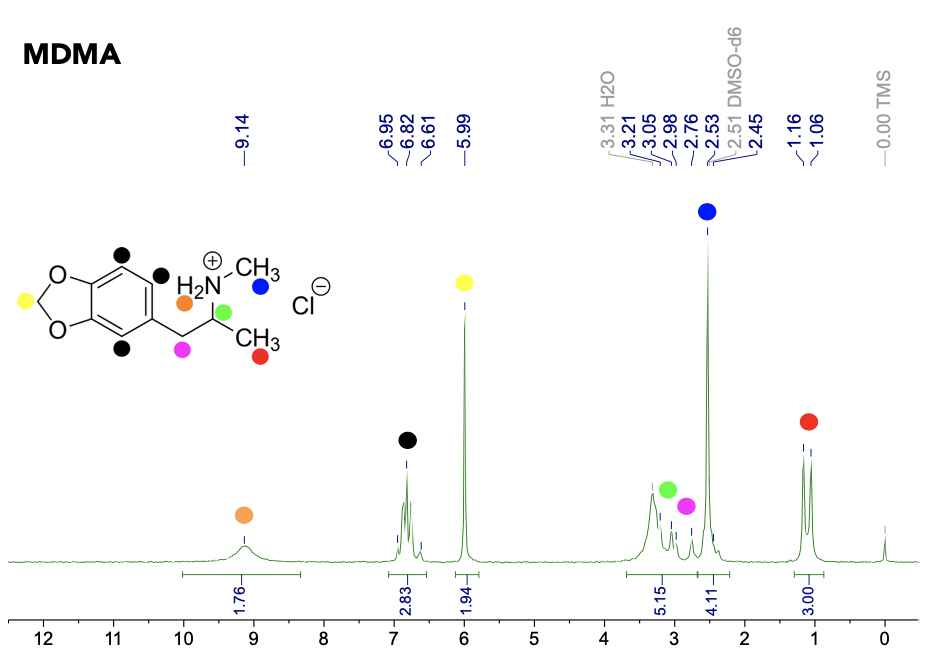 MDMA
9.14
6.95
6.82
6.61
5.99
3.31 H2O
3.21
3.05
2.98
2.76
2.53
2.51 DMSO-d6
2.45
1.16
1.06
0.00 TMS
O
O
H2N
+
CH3
CH3
Cl
−
1.76
2.83
1.94
5.15
4.11
3.00
12 11 10 9 8 7 6 5 4 3 2 1 0